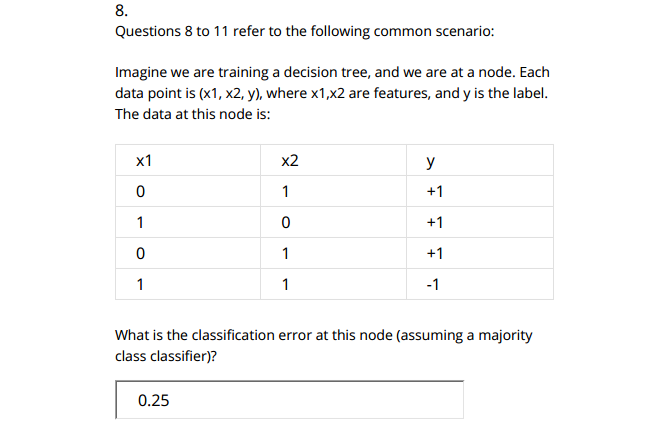 8.
Questions 8 to 11 refer to the following common scenario:
Imagine we are training a decision tree, and we are at a node. Each
data point is (x1, x2, y), where x1,x2 are features, and y is the label.
The data at this node is:
x1 x2 y
0 1 +1
1 0 +1
0 1 +1
1 1 -1
What is the classification error at this node (assuming a majority
class classifier)?
0.25